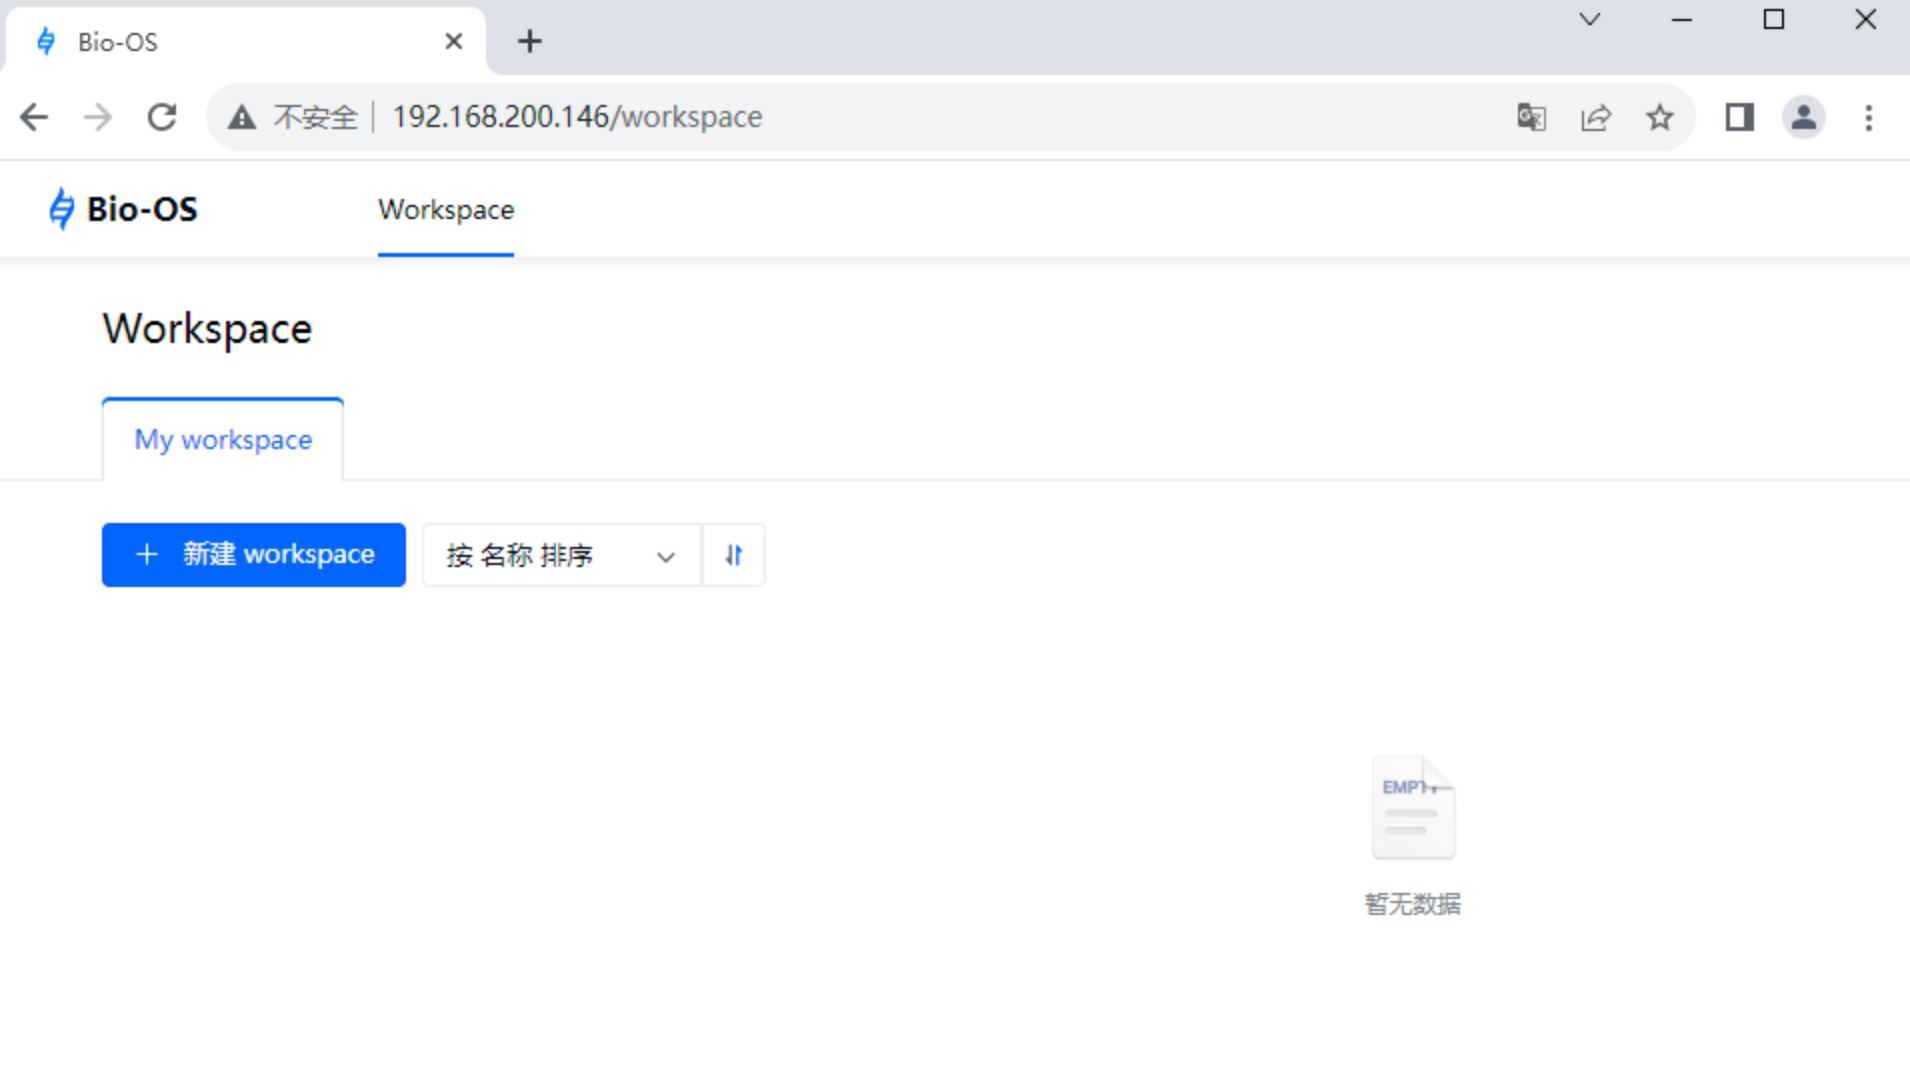 Bio-OS
不安全 192.168.200.146/workspace
Bio-OS Workspace
Workspace
My workspace
新建 workspace 按 名称 排序
EMPTY
暂无数据